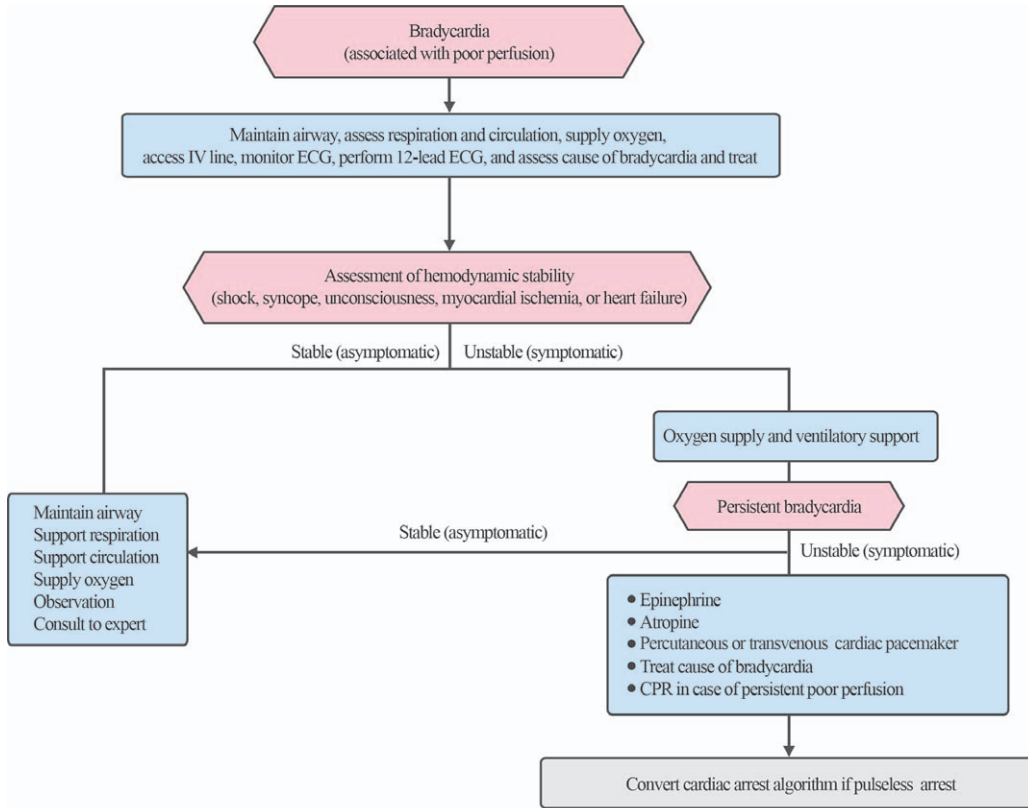 Bradycardia
(associated with poor perfusion)
Maintain airway, assess respiration and circulation, supply oxygen,
access IV line, monitor ECG, perform 12-lead ECG, and assess cause of bradycardia and treat
Assessment of hemodynamic stability
(shock, syncope, unconsciousness, myocardial ischemia, or heart failure)
Stable (asymptomatic)
Unstable (symptomatic)
Oxygen supply and ventilatory support
Persistent bradycardia
Stable (asymptomatic)
Unstable (symptomatic)
Maintain airway
Support respiration
Support circulation
Supply oxygen
Observation
Consult to expert
● Epinephrine
● Atropine
● Percutaneous or transvenous cardiac pacemaker
● Treat cause of bradycardia
● CPR in case of persistent poor perfusion
Convert cardiac arrest algorithm if pulseless arrest